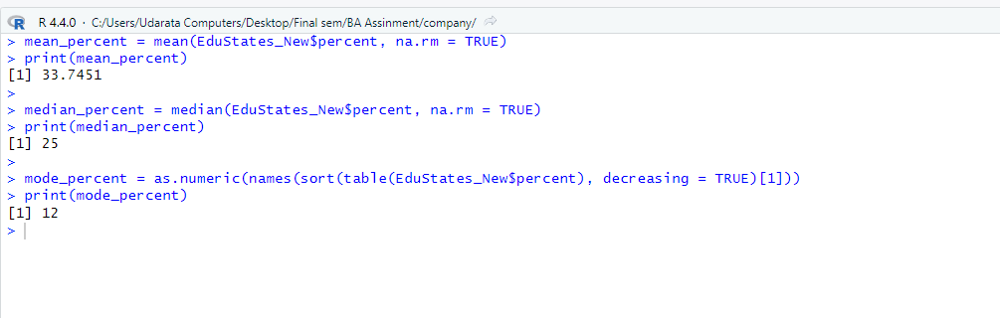 R 4.4.0 · C:/Users/Udarata Computers/Desktop/Final sem/BA Assinment/company/
> mean_percent = mean(EduStates_New$percent, na.rm = TRUE)
> print(mean_percent)
[1] 33.7451
>
> median_percent = median(EduStates_New$percent, na.rm = TRUE)
> print(median_percent)
[1] 25
>
> mode_percent = as.numeric(names(sort(table(EduStates_New$percent), decreasing = TRUE)[1]))
> print(mode_percent)
[1] 12
>